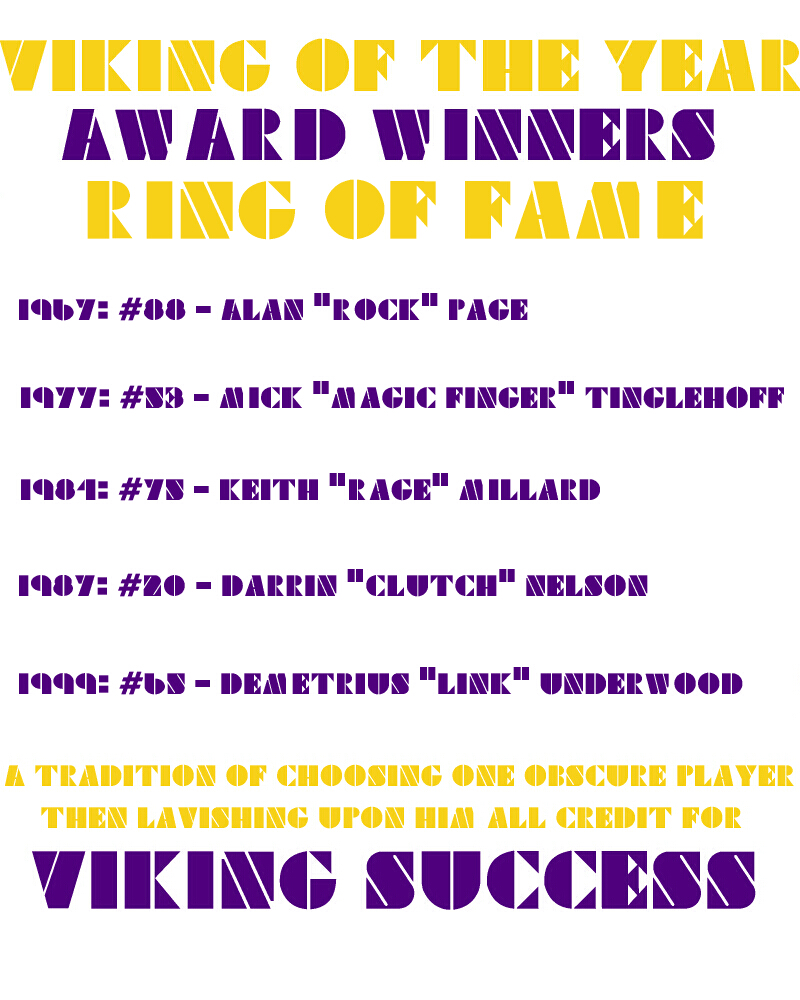 VIKING OF THE YEAR
AWARD WINNERS
RING OF FAME
1967: #88 - ALAN "ROCK" PAGE
1977: #53 - MICK "MAGIC FINGER" TINGLEHOFF
1984: #75 - KEITH "RAGE" MILLARD
1987: #20 - DARRIN "CLUTCH" NELSON
1999: #65 - DEMETRIUS "LINK" UNDERWOOD
A TRADITION OF CHOOSING ONE OBSCURE PLAYER
THEN LAVISHING UPON HIM ALL CREDIT FOR
VIKING SUCCESS